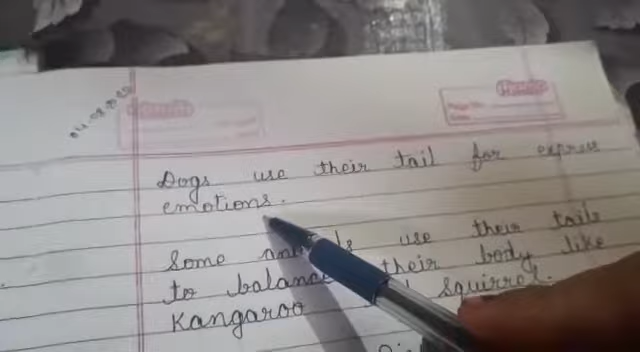 Dogs use their tail for express
emotions.
Some use their tails
to balance their body like
Kangaroo squirrel.